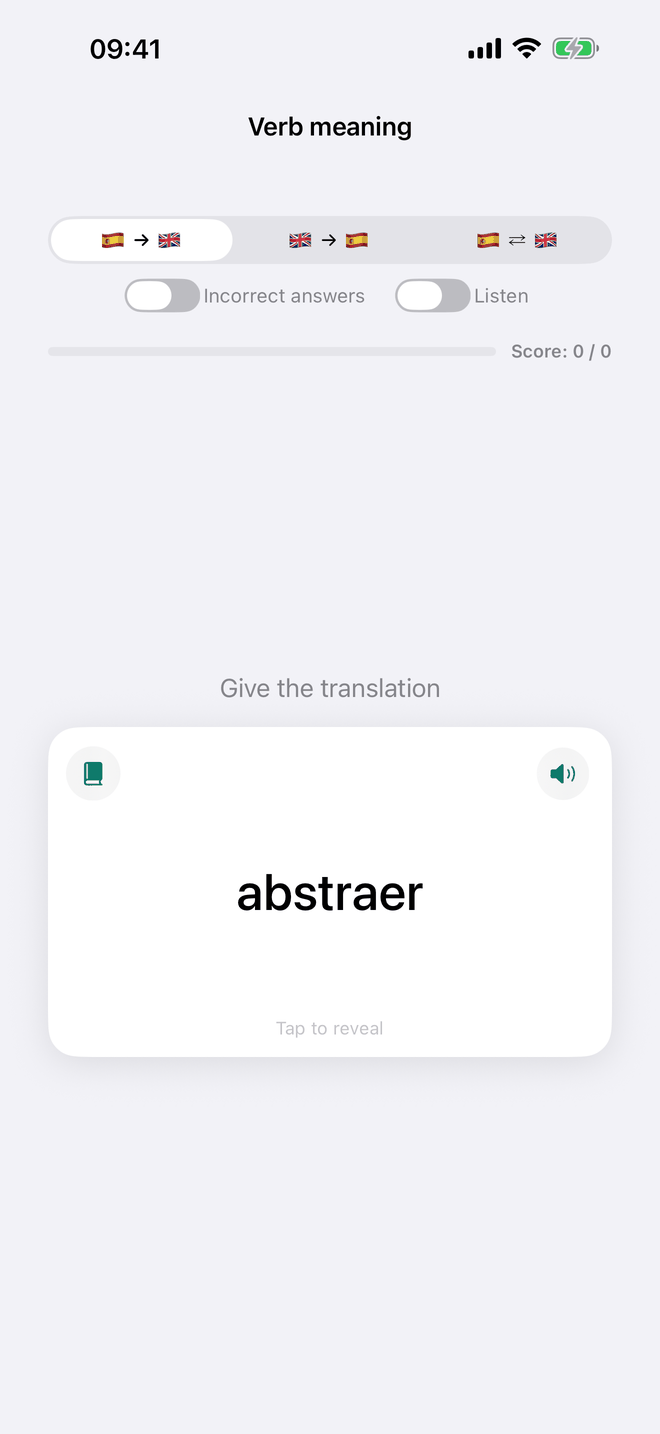 09:41
Verb meaning
🇪🇸 → 🇬🇧 🇬🇧 → 🇪🇸 🇪🇸 ⇄ 🇬🇧
Incorrect answers Listen
Score: 0 / 0
Give the translation
abstraer
Tap to reveal